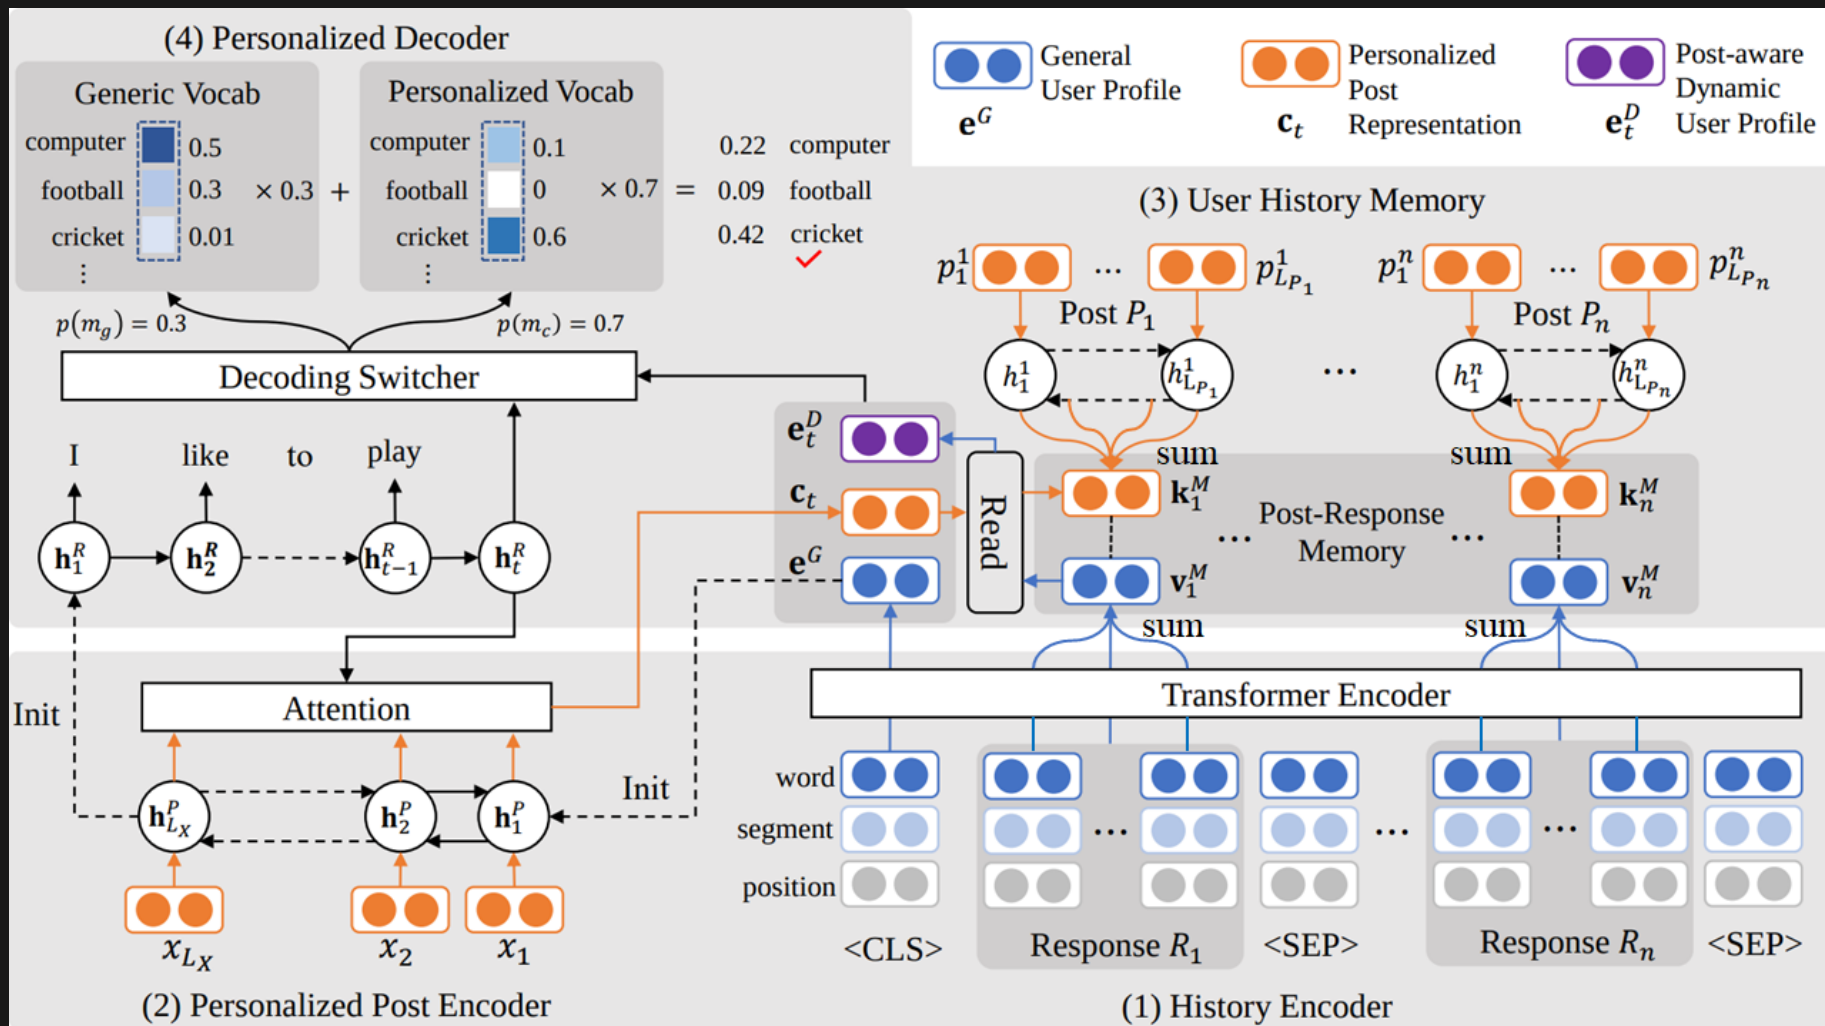 (4) Personalized Decoder
Generic Vocab
computer 0.5
football 0.3
cricket 0.01
⋮
× 0.3
+
Personalized Vocab
computer 0.1
football 0
cricket 0.6
⋮
× 0.7
=
0.22 computer
0.09 football
0.42 cricket
p(m_g) = 0.3
p(m_c) = 0.7
Decoding Switcher
I like to play
h_1^R h_2^R h_{t-1}^R h_t^R
General
User Profile
e^G
Personalized
Post
Representation
c_t
Post-aware
Dynamic
User Profile
e_t^D
(3) User History Memory
p_1^1 ... p_{L_{P_1}}^1 p_1^n ... p_{L_{P_n}}^n
Post P_1 Post P_n
h_1^1 h_{L_{P_1}}^1 ... h_1^n h_{L_{P_n}}^n
sum sum
e_t^D
c_t
e^G
Read
k_1^M k_n^M
... Post-Response ...
Memory
v_1^M v_n^M
sum sum
Init
Attention
h_{L_X}^P h_2^P h_1^P
Init
x_{L_X} x_2 x_1
(2) Personalized Post Encoder
Transformer Encoder
word
segment ... ... ...
position
<CLS> Response R_1 <SEP> Response R_n <SEP>
(1) History Encoder